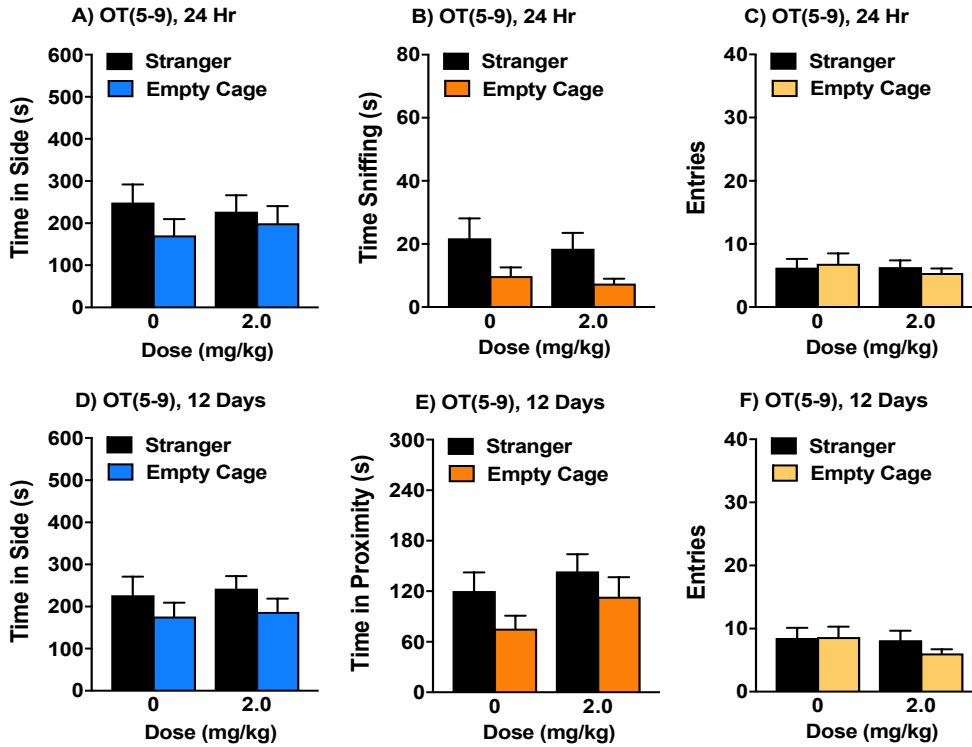 A) OT(5-9), 24 Hr
600
500
400
300
200
100
0
Time in Side (s)
Stranger
Empty Cage
0
2.0
Dose (mg/kg)
B) OT(5-9), 24 Hr
80
60
40
20
0
Time Sniffing (s)
Stranger
Empty Cage
0
2.0
Dose (mg/kg)
C) OT(5-9), 24 Hr
40
30
20
10
0
Entries
Stranger
Empty Cage
0
2.0
Dose (mg/kg)
D) OT(5-9), 12 Days
600
500
400
300
200
100
0
Time in Side (s)
Stranger
Empty Cage
0
2.0
Dose (mg/kg)
E) OT(5-9), 12 Days
300
240
180
120
60
0
Time in Proximity (s)
Stranger
Empty Cage
0
2.0
Dose (mg/kg)
F) OT(5-9), 12 Days
40
30
20
10
0
Entries
Stranger
Empty Cage
0
2.0
Dose (mg/kg)